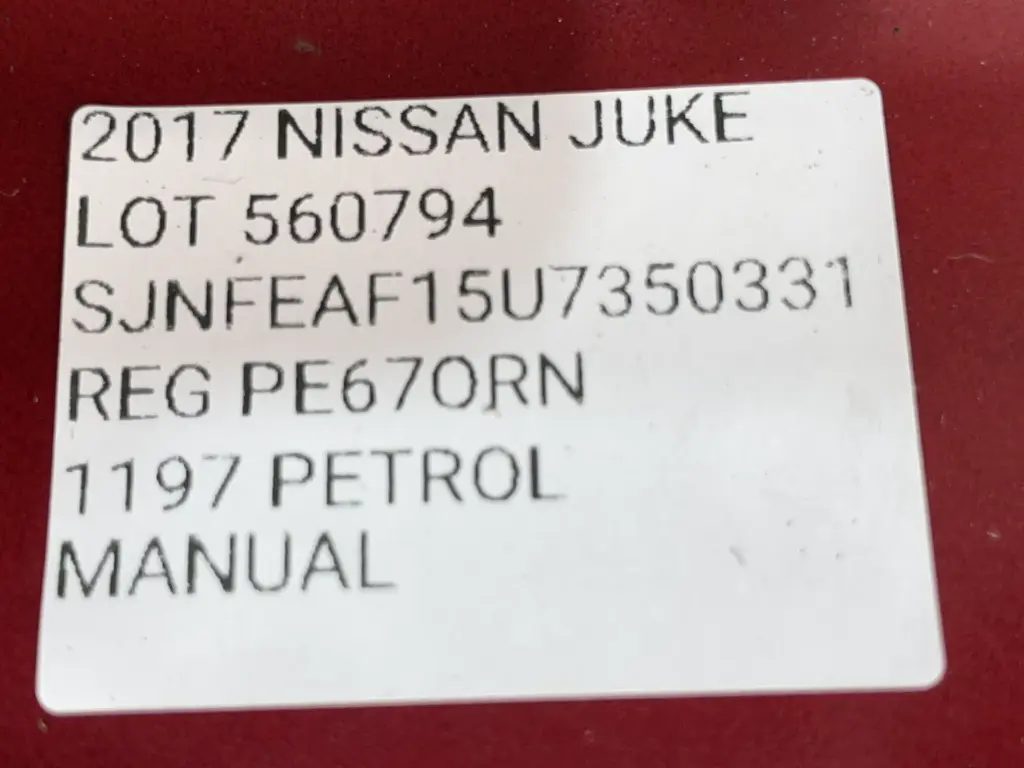 2017 NISSAN JUKE
LOT 560794
SJNFEAF15U7350331
REG PE67ORN
1197 PETROL
MANUAL